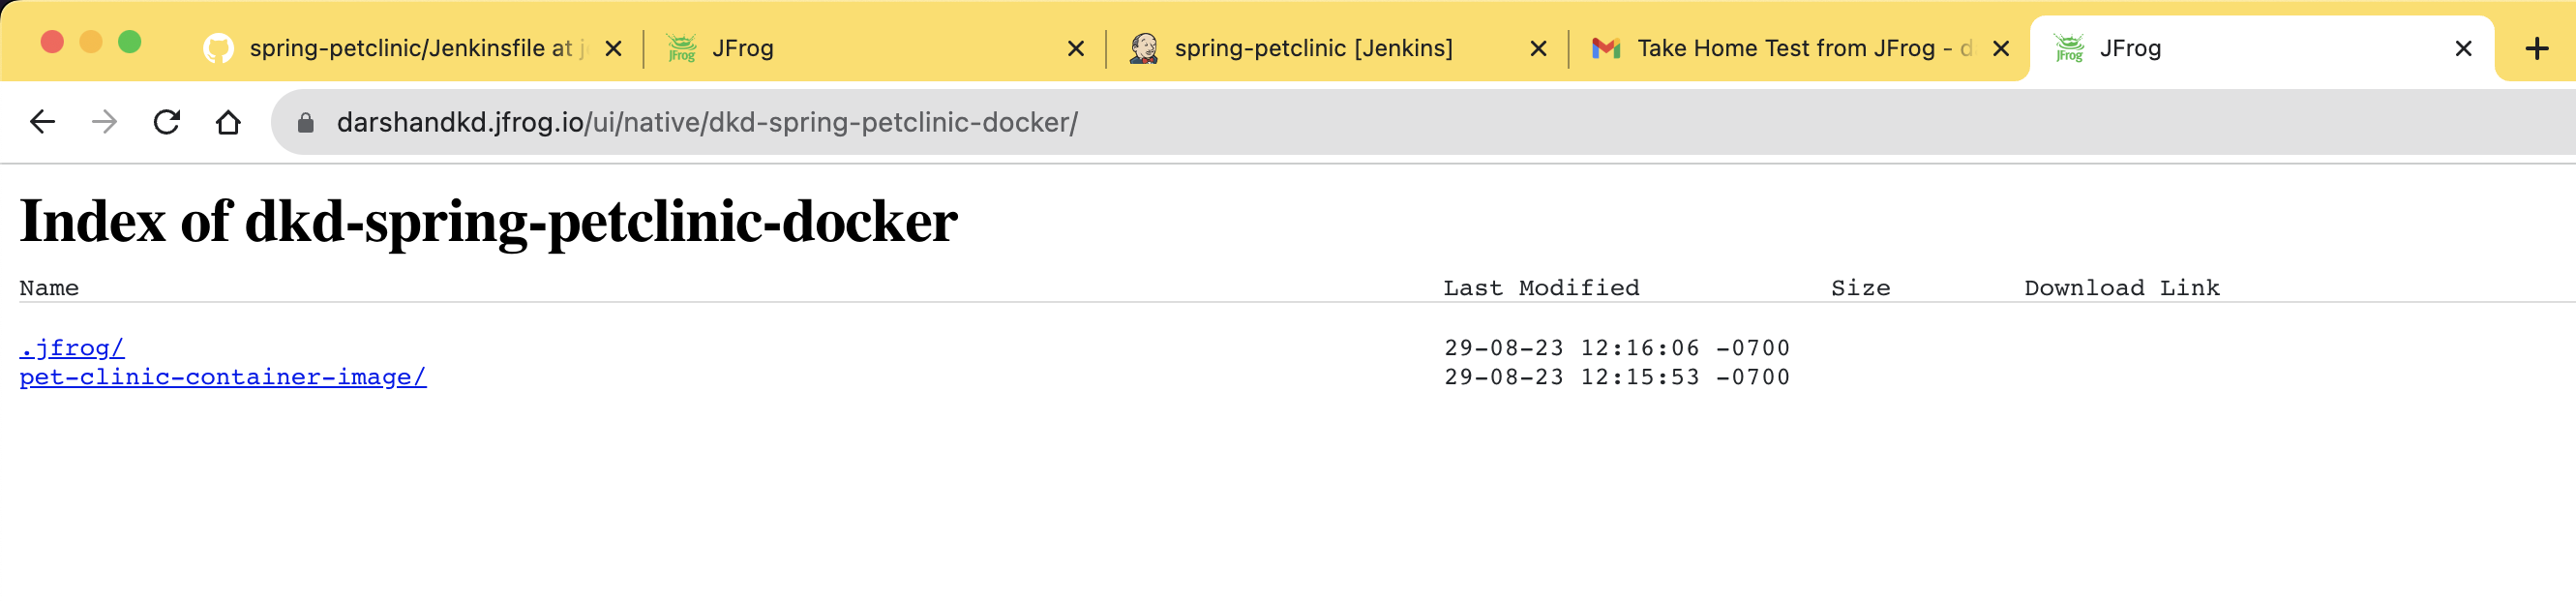 spring-petclinic/Jenkinsfile at j
JFrog
JFrog
spring-petclinic [Jenkins]
Take Home Test from JFrog - d
JFrog
JFrog
darshandkd.jfrog.io/ui/native/dkd-spring-petclinic-docker/
Index of dkd-spring-petclinic-docker
Name Last Modified Size Download Link
.jfrog/ 29-08-23 12:16:06 -0700
pet-clinic-container-image/ 29-08-23 12:15:53 -0700